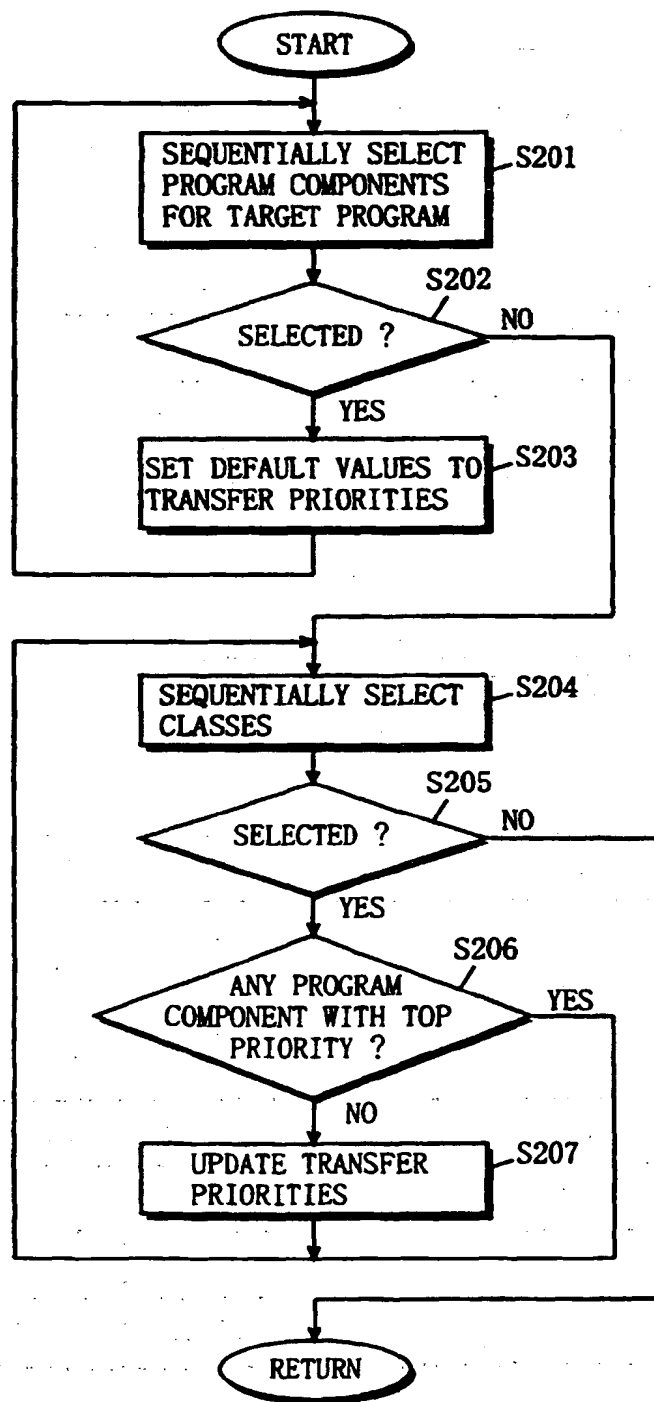 START
SEQUENTIALLY SELECT
PROGRAM COMPONENTS
FOR TARGET PROGRAM
S201
S202
SELECTED ?
NO
YES
SET DEFAULT VALUES TO
TRANSFER PRIORITIES
S203
SEQUENTIALLY SELECT
CLASSES
S204
S205
SELECTED ?
NO
YES
S206
ANY PROGRAM
COMPONENT WITH TOP
PRIORITY ?
YES
NO
UPDATE TRANSFER
PRIORITIES
S207
RETURN